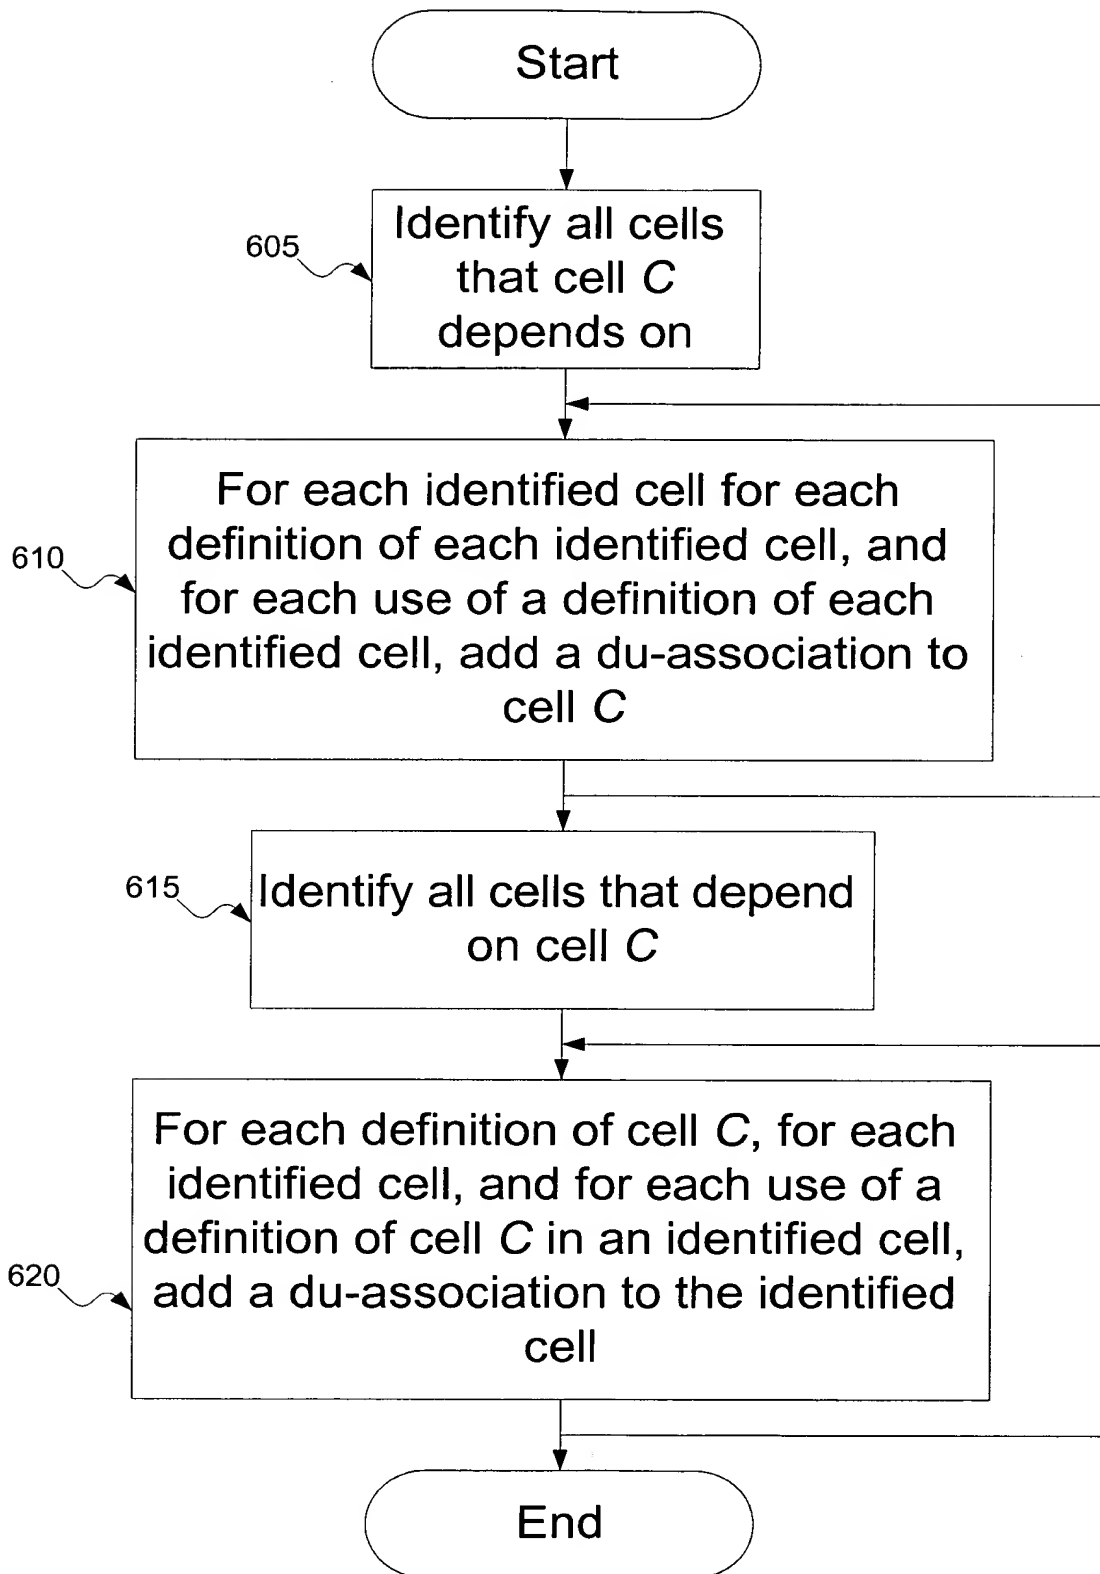 Start
605
Identify all cells
that cell C
depends on
610
For each identified cell for each
definition of each identified cell, and
for each use of a definition of each
identified cell, add a du-association to
cell C
615
Identify all cells that depend
on cell C
620
For each definition of cell C, for each
identified cell, and for each use of a
definition of cell C in an identified cell,
add a du-association to the identified
cell
End